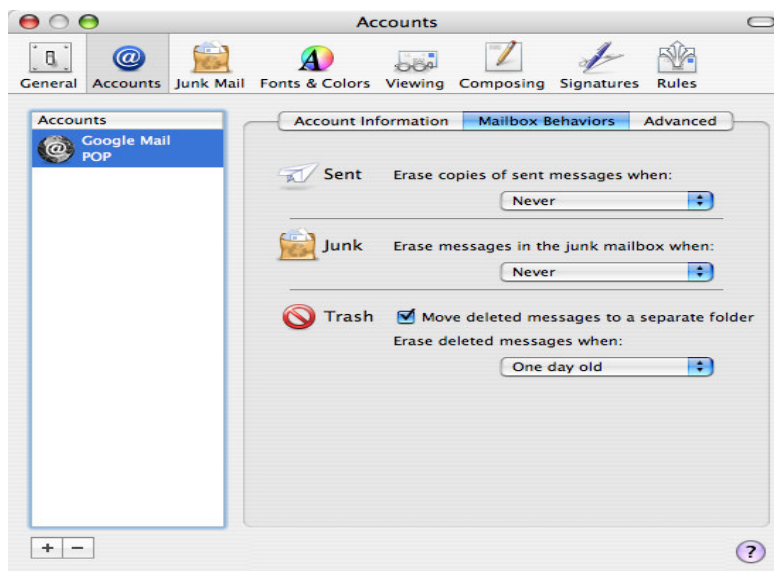 Accounts
General Accounts Junk Mail Fonts & Colors Viewing Composing Signatures Rules
Accounts
Google Mail
POP
Account Information Mailbox Behaviors Advanced
Sent Erase copies of sent messages when:
Never
Junk Erase messages in the junk mailbox when:
Never
Trash Move deleted messages to a separate folder
Erase deleted messages when:
One day old
+ − ?